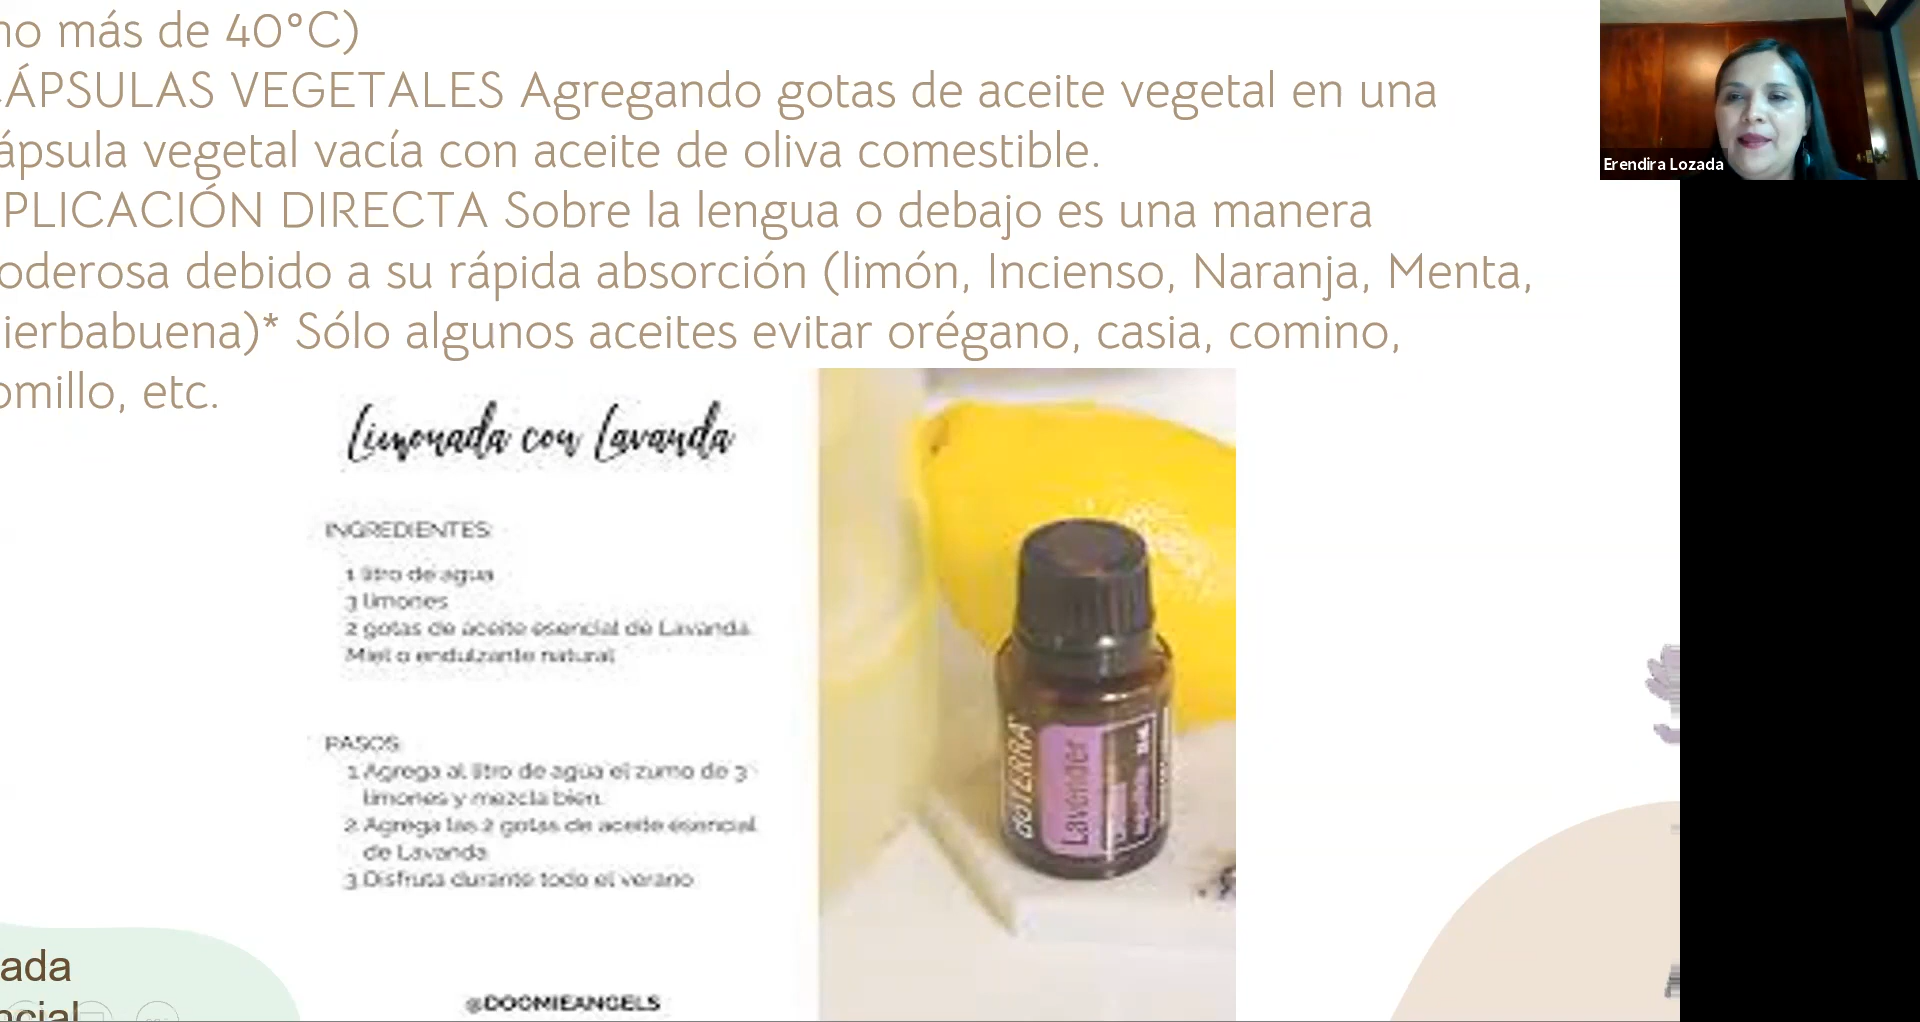 no más de 40°C)
CÁPSULAS VEGETALES Agregando gotas de aceite vegetal en una
ápsula vegetal vacía con aceite de oliva comestible.
PLICACIÓN DIRECTA Sobre la lengua o debajo es una manera
oderosa debido a su rápida absorción (limón, Incienso, Naranja, Menta,
ierbabuena)* Sólo algunos aceites evitar orégano, casia, comino,
omillo, etc.
Erendira Lozada
Limonada con Lavanda
INGREDIENTES:
1 litro de agua
3 limones
2 gotas de aceite esencial de Lavanda
Miel o endulzante natural
PASOS:
1. Agrega al litro de agua el zumo de 3
limones y mezcla bien.
2. Agrega las 2 gotas de aceite esencial
de Lavanda
3. Disfruta durante todo el verano
@DOOMIEANGELS
dōTERRA
Lavender
ada
ncial